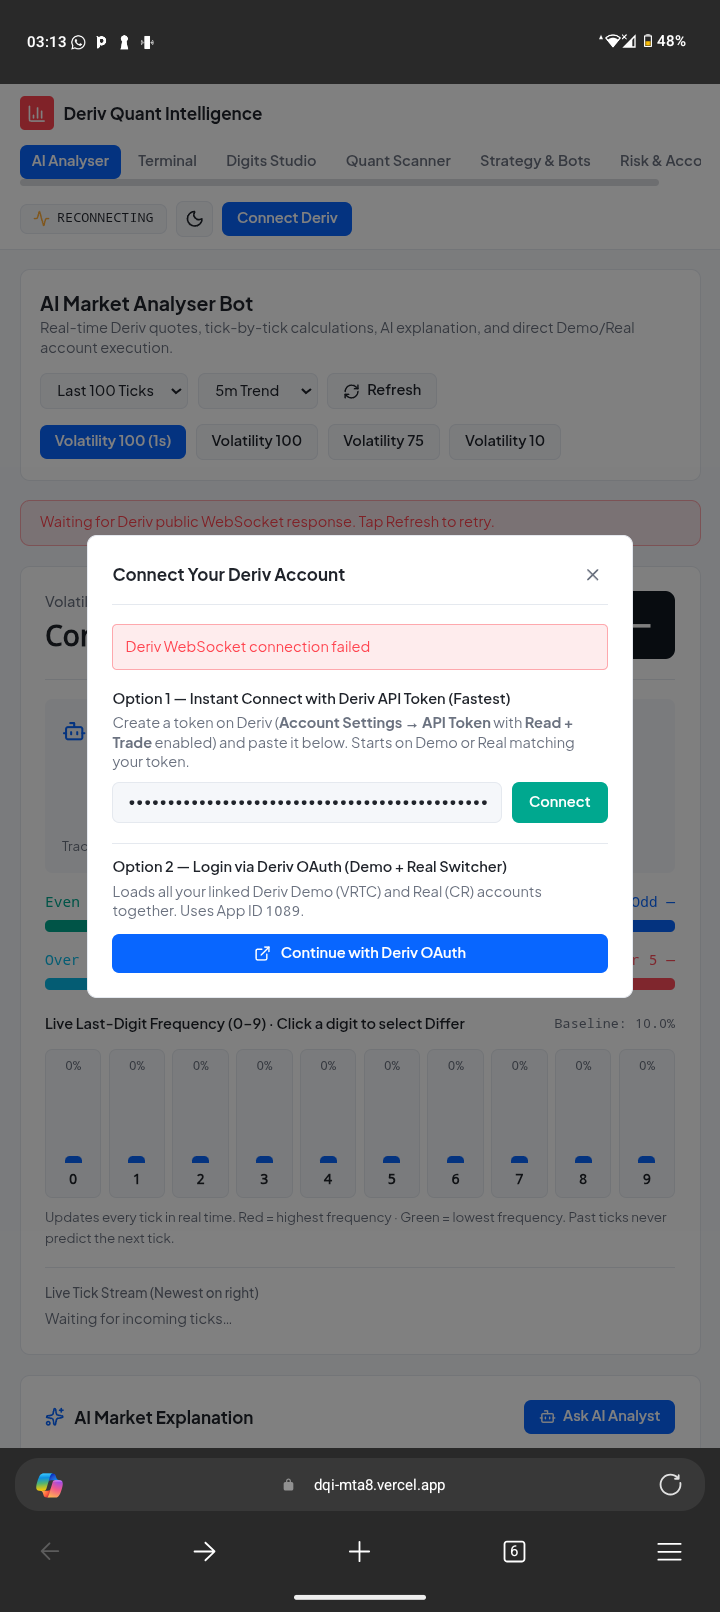 03:13
48%
Deriv Quant Intelligence
AI Analyser Terminal Digits Studio Quant Scanner Strategy & Bots Risk & Acco
RECONNECTING Connect Deriv
AI Market Analyser Bot
Real-time Deriv quotes, tick-by-tick calculations, AI explanation, and direct Demo/Real
account execution.
Last 100 Ticks 5m Trend Refresh
Volatility 100 (1s) Volatility 100 Volatility 75 Volatility 10
Waiting for Deriv public WebSocket response. Tap Refresh to retry.
Volatil
Cor
Connect Your Deriv Account
Deriv WebSocket connection failed
Option 1 — Instant Connect with Deriv API Token (Fastest)
Create a token on Deriv (Account Settings → API Token with Read +
Trade enabled) and paste it below. Starts on Demo or Real matching
your token.
•••••••••••••••••••••••••••••••••••••••••••••• Connect
Trac
Option 2 — Login via Deriv OAuth (Demo + Real Switcher)
Loads all your linked Deriv Demo (VRTC) and Real (CR) accounts
together. Uses App ID 1089.
Continue with Deriv OAuth
Even
Odd —
Over
r 5 —
Live Last-Digit Frequency (0–9) · Click a digit to select Differ Baseline: 10.0%
0% 0% 0% 0% 0% 0% 0% 0% 0% 0%
0 1 2 3 4 5 6 7 8 9
Updates every tick in real time. Red = highest frequency · Green = lowest frequency. Past ticks never
predict the next tick.
Live Tick Stream (Newest on right)
Waiting for incoming ticks…
AI Market Explanation Ask AI Analyst
dqi-mta8.vercel.app
6